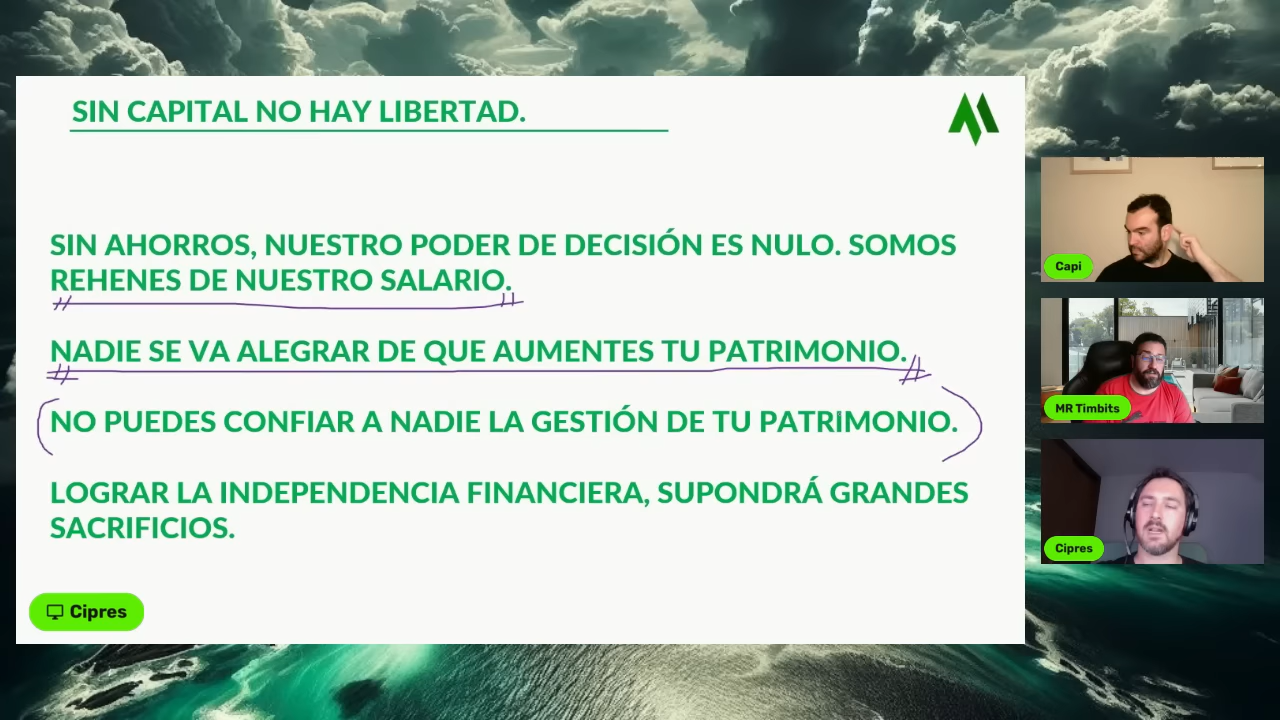 SIN CAPITAL NO HAY LIBERTAD.
SIN AHORROS, NUESTRO PODER DE DECISIÓN ES NULO. SOMOS
REHENES DE NUESTRO SALARIO.
NADIE SE VA ALEGRAR DE QUE AUMENTES TU PATRIMONIO.
NO PUEDES CONFIAR A NADIE LA GESTIÓN DE TU PATRIMONIO.
LOGRAR LA INDEPENDENCIA FINANCIERA, SUPONDRÁ GRANDES
SACRIFICIOS.
Cipres
Capi
MR Timbits
Cipres